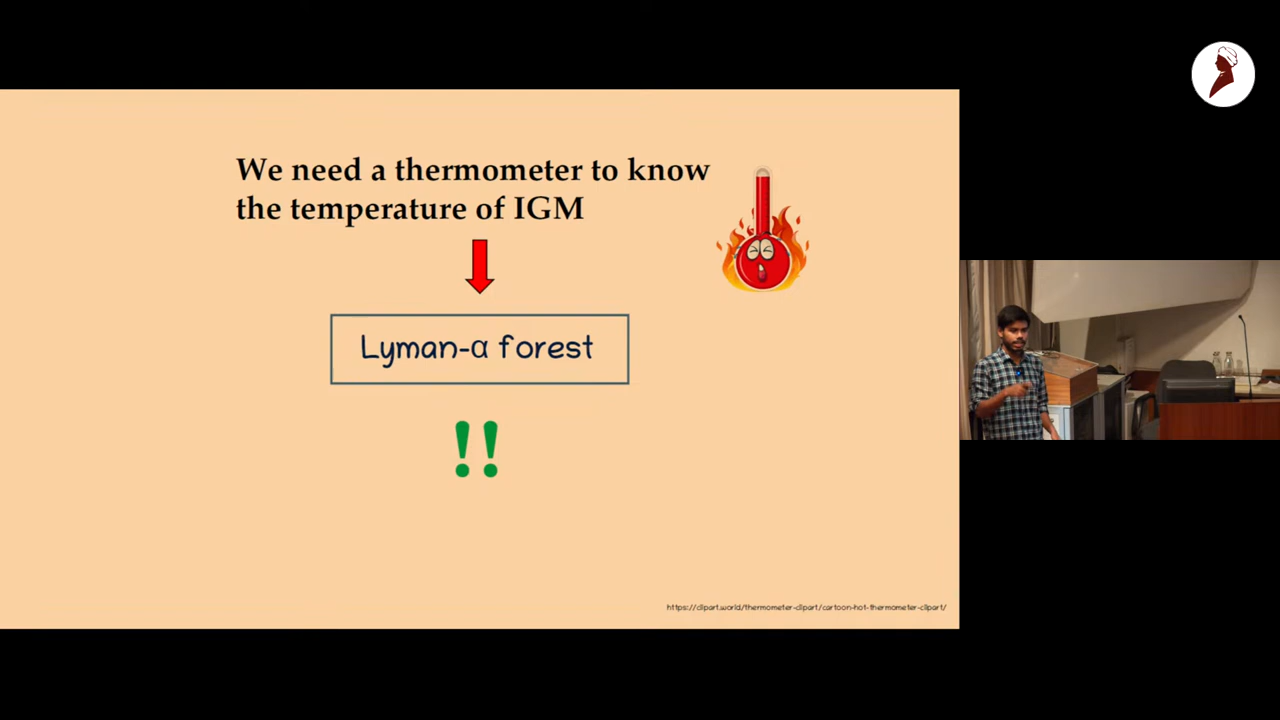 We need a thermometer to know
the temperature of IGM
Lyman-α forest
!!
https://clipart.world/thermometer-clipart/cartoon-hot-thermometer-clipart/